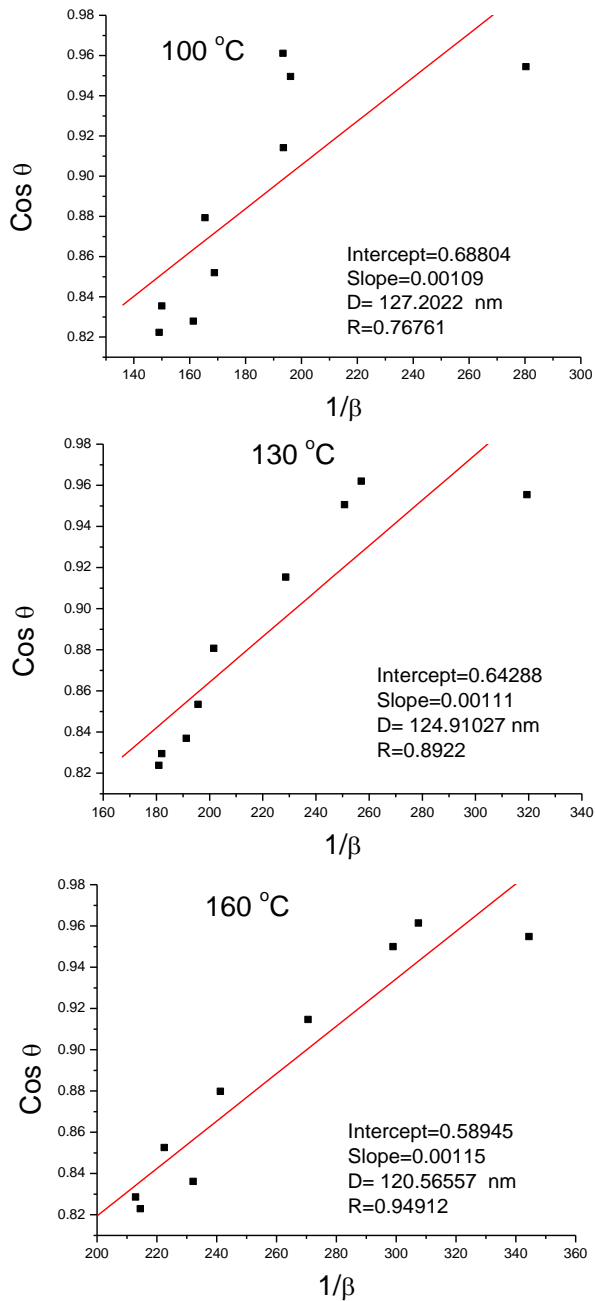 0.98
100 °C
0.96
0.94
0.92
Cos θ
0.90
0.88
0.86
0.84
0.82
Intercept=0.68804
Slope=0.00109
D= 127.2022 nm
R=0.76761
140 160 180 200 220 240 260 280 300
1/β
0.98
130 °C
0.96
0.94
0.92
Cos θ
0.90
0.88
0.86
0.84
0.82
Intercept=0.64288
Slope=0.00111
D= 124.91027 nm
R=0.8922
160 180 200 220 240 260 280 300 320 340
1/β
0.98
160 °C
0.96
0.94
0.92
Cos θ
0.90
0.88
0.86
0.84
0.82
Intercept=0.58945
Slope=0.00115
D= 120.56557 nm
R=0.94912
200 220 240 260 280 300 320 340 360
1/β